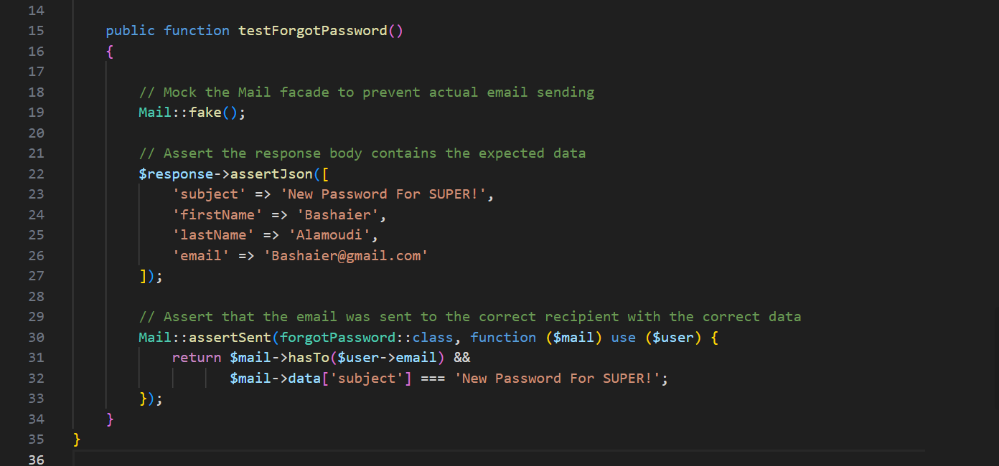 14
15 public function testForgotPassword()
16 {
17
18 // Mock the Mail facade to prevent actual email sending
19 Mail::fake();
20
21 // Assert the response body contains the expected data
22 $response->assertJson([
23 'subject' => 'New Password For SUPER!',
24 'firstName' => 'Bashaier',
25 'lastName' => 'Alamoudi',
26 'email' => 'Bashaier@gmail.com'
27 ]);
28
29 // Assert that the email was sent to the correct recipient with the correct data
30 Mail::assertSent(forgotPassword::class, function ($mail) use ($user) {
31 return $mail->hasTo($user->email) &&
32 $mail->data['subject'] === 'New Password For SUPER!';
33 });
34 }
35 }
36